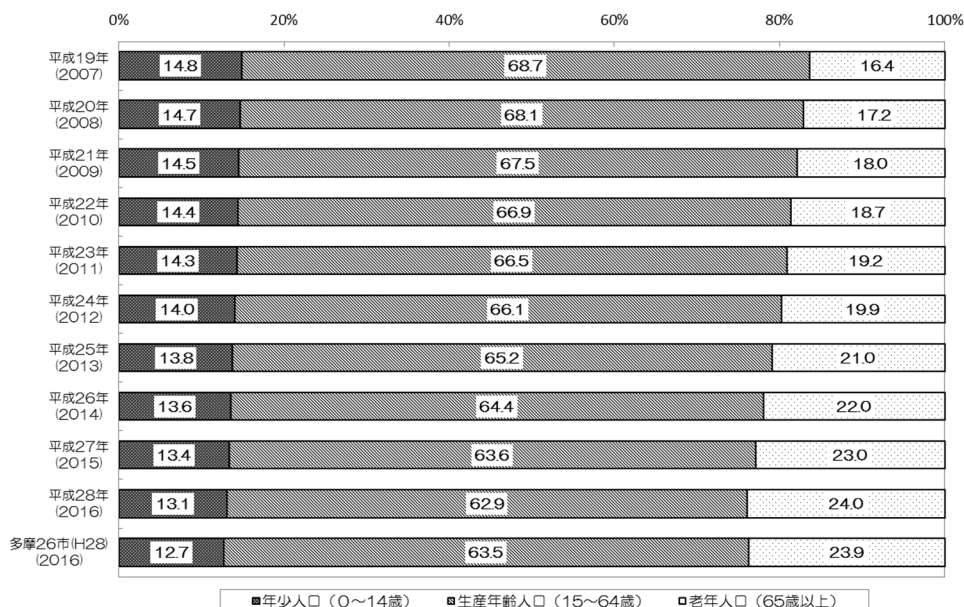 0% 20% 40% 60% 80% 100%
平成19年
(2007)
14.8 68.7 16.4
平成20年
(2008)
14.7 68.1 17.2
平成21年
(2009)
14.5 67.5 18.0
平成22年
(2010)
14.4 66.9 18.7
平成23年
(2011)
14.3 66.5 19.2
平成24年
(2012)
14.0 66.1 19.9
平成25年
(2013)
13.8 65.2 21.0
平成26年
(2014)
13.6 64.4 22.0
平成27年
(2015)
13.4 63.6 23.0
平成28年
(2016)
13.1 62.9 24.0
多摩26市(H28)
(2016)
12.7 63.5 23.9
年少人口（0～14歳） 生産年齢人口（15～64歳） 老年人口（65歳以上）